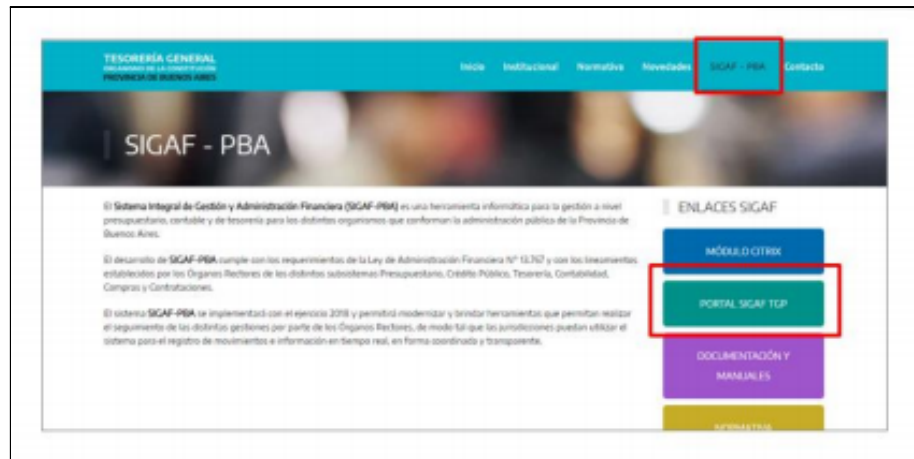 TESORERÍA GENERAL
ORGANISMO DE LA CONSTITUCIÓN
PROVINCIA DE BUENOS AIRES
Inicio Institucional Normativa Novedades SIGAF - PBA Contacto
SIGAF - PBA
El Sistema Integral de Gestión y Administración Financiera (SIGAF-PBA) es una herramienta informática para la gestión a nivel
presupuestario, contable y de tesorería para los distintos organismos que conforman la administración pública de la Provincia de
Buenos Aires.
El desarrollo de SIGAF-PBA cumple con los requerimientos de la Ley de Administración Financiera N° 13.767 y con los lineamientos
establecidos por los Órganos Rectores de los distintos subsistemas Presupuestario, Crédito Público, Tesorería, Contabilidad,
Compras y Contrataciones.
El sistema SIGAF-PBA se implementará con el ejercicio 2018 y permitirá modernizar y brindar herramientas que permitan realizar
el seguimiento de las distintas gestiones por parte de los Órganos Rectores, de modo tal que las jurisdicciones puedan utilizar el
sistema para el registro de movimientos e información en tiempo real, en forma coordinada y transparente.
ENLACES SIGAF
MÓDULO CITRIX
PORTAL SIGAF TGP
DOCUMENTACIÓN Y
MANUALES
NORMATIVA